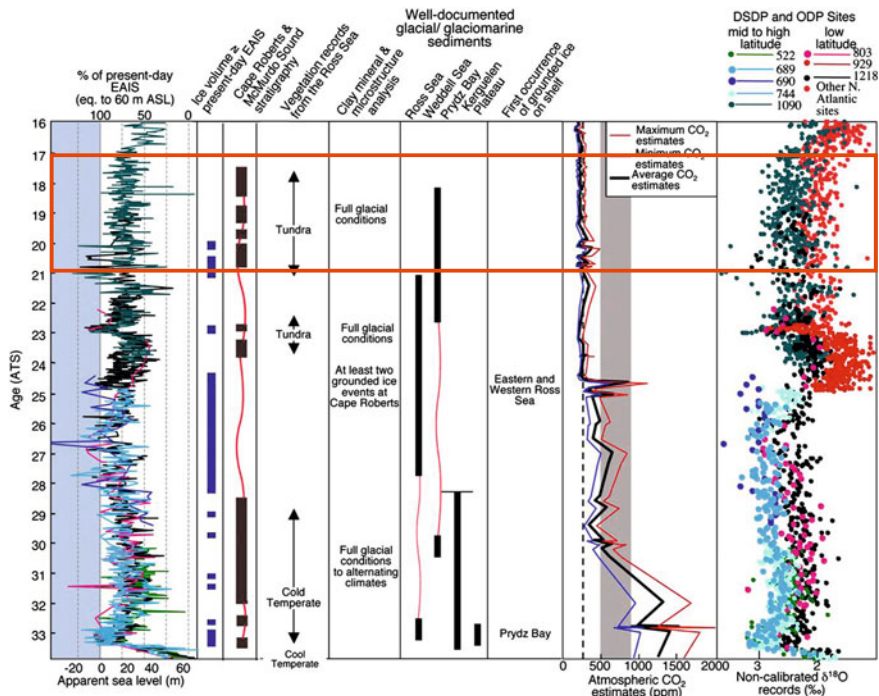 Well-documented
glacial/ glaciomarine
sediments
% of present-day
EAIS
(eq. to 60 m ASL)
100 50 0
Ice volume ≥
present-day EAIS
Cape Roberts &
McMurdo Sound
stratigraphy
Vegetation records
from the Ross Sea
Clay mineral &
microstructure
analysis
Ross Sea
Weddell Sea
Prydz Bay
Kerguelen
Plateau
First occurrence
of grounded ice
on shelf
DSDP and ODP Sites
mid to high
latitude
low
latitude
522
689
690
744
1090
803
929
1218
Other N.
Atlantic
sites
Maximum CO2
estimates
Minimum CO2
estimates
Average CO2
estimates
Age (ATS)
16
17
18
19
20
21
22
23
24
25
26
27
28
29
30
31
32
33
Tundra
Full glacial
conditions
Tundra
Full glacial
conditions
At least two
grounded ice
events at
Cape Roberts
Eastern and
Western Ross
Sea
Full glacial
conditions
to alternating
climates
Cold
Temperate
Cool Temperate
Prydz Bay
-20 0 20 40 60
Apparent sea level (m)
0 500 1000 1500 2000
Atmospheric CO2
estimates (ppm)
3 2
Non-calibrated δ18O
records (‰)